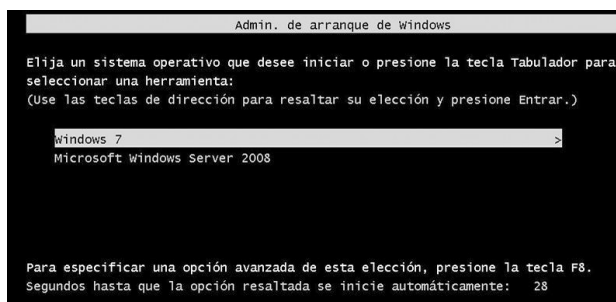 Admin. de arranque de Windows
Elija un sistema operativo que desee iniciar o presione la tecla Tabulador para
seleccionar una herramienta:
(Use las teclas de dirección para resaltar su elección y presione Entrar.)
Windows 7 >
Microsoft Windows Server 2008
Para especificar una opción avanzada de esta elección, presione la tecla F8.
Segundos hasta que la opción resaltada se inicie automáticamente: 28